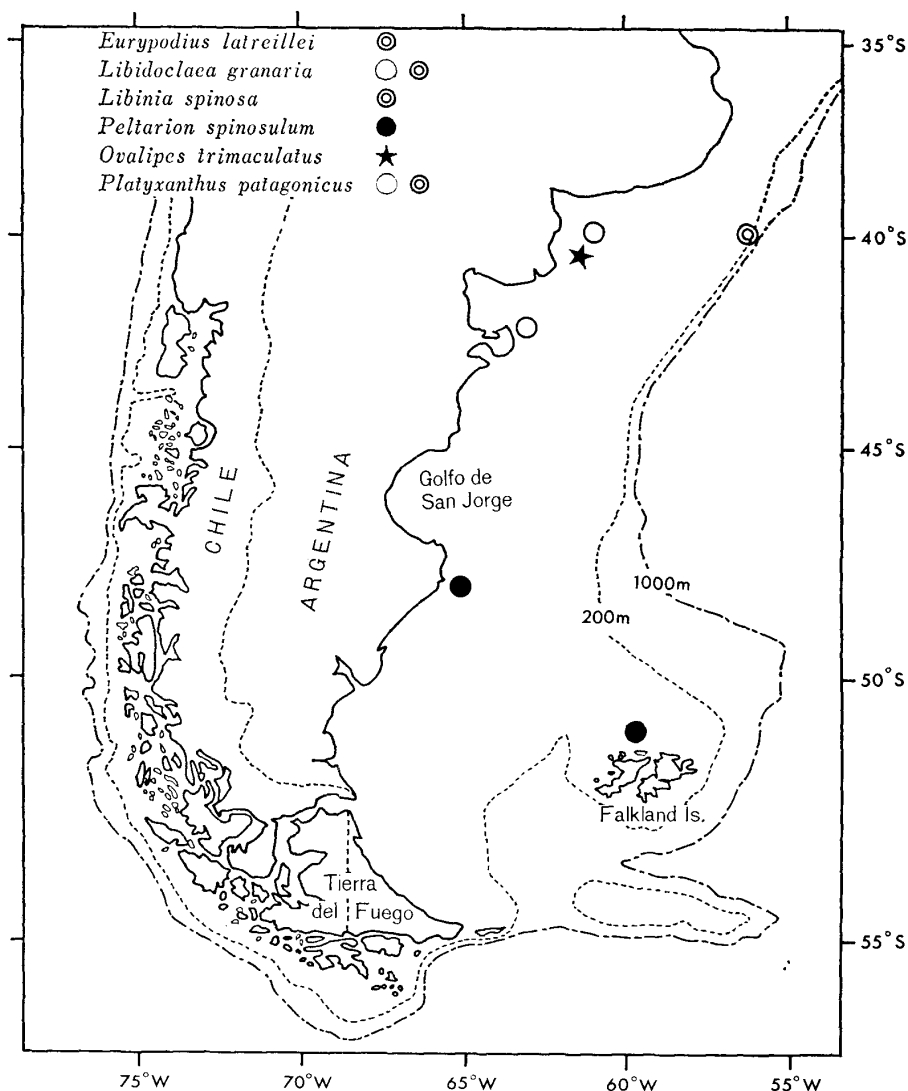 Eurypodius latreillei
Libidoclaea granaria
Libinia spinosa
Peltarion spinosulum
Ovalipes trimaculatus
Platyxanthus patagonicus
35°S
40°S
45°S
50°S
55°S
CHILE
ARGENTINA
Golfo de
San Jorge
1000m
200m
Falkland Is.
Tierra
del Fuego
75°W
70°W
65°W
60°W
55°W